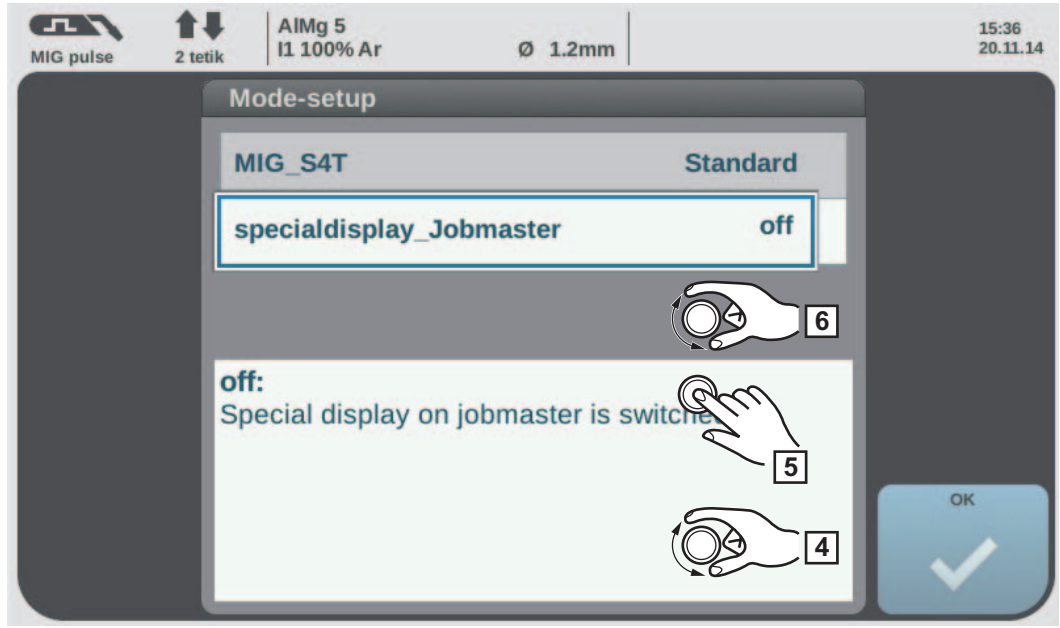 MIG pulse
2 tetik
AlMg 5
I1 100% Ar
Ø 1.2mm
15:36
20.11.14
Mode-setup
MIG_S4T Standard
specialdisplay_Jobmaster off
6
off:
Special display on jobmaster is
5
4
OK